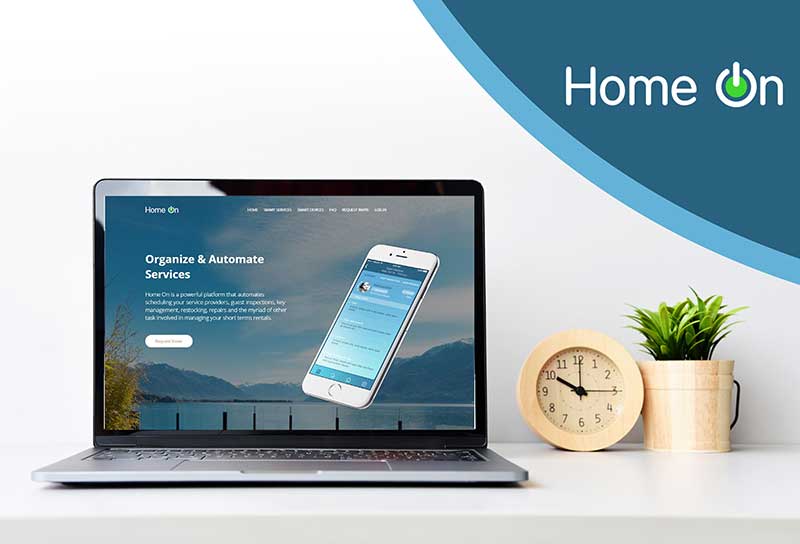 Home On
Home On
HOME SMART SERVICES SMART DEVICES FAQ REQUEST INVITE LOG IN
Organize & Automate
Services
Home On is a powerful platform that automates
scheduling your service providers, guest inspections, key
management, restocking, repairs and the myriad of other
task involved in managing your short terms rentals.
12
1
2
3
4
5
6
7
8
9
10
11